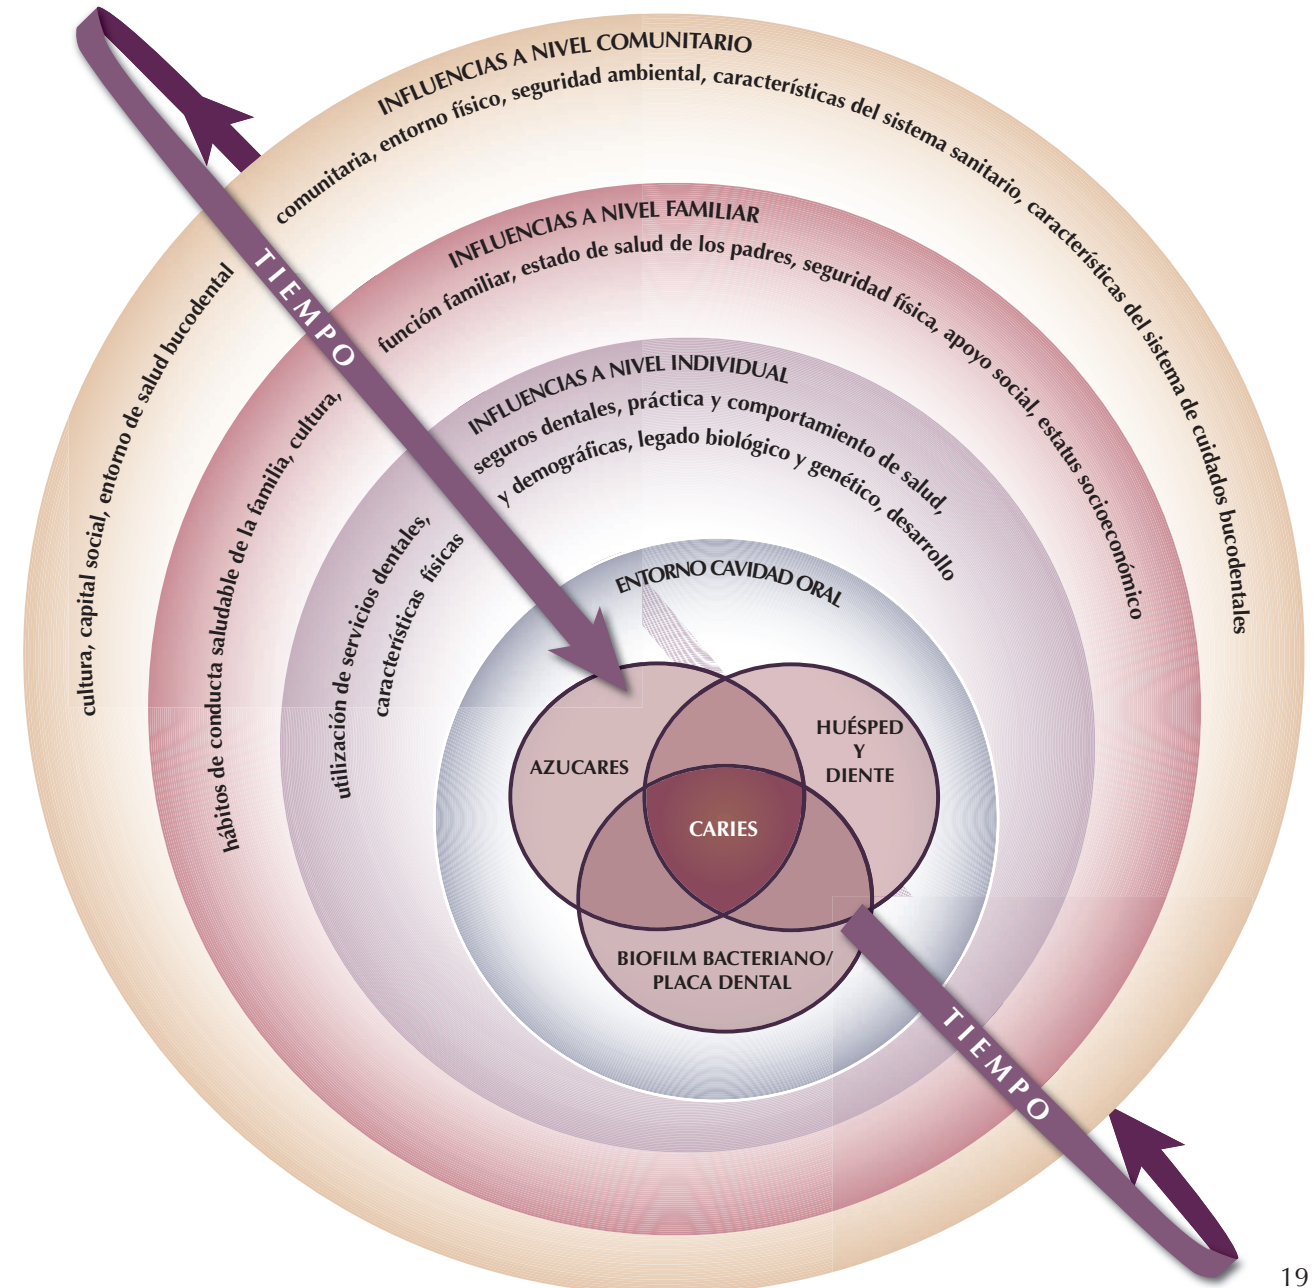 INFLUENCIAS A NIVEL COMUNITARIO
cultura, capital social, entorno de salud bucodental
comunitaria, entorno físico, seguridad ambiental, características del sistema sanitario, características del sistema de cuidados bucodentales
INFLUENCIAS A NIVEL FAMILIAR
hábitos de conducta saludable de la familia, cultura,
función familiar, estado de salud de los padres, seguridad física, apoyo social, estatus socioeconómico
INFLUENCIAS A NIVEL INDIVIDUAL
utilización de servicios dentales,
seguros dentales, práctica y comportamiento de salud,
características físicas
y demográficas, legado biológico y genético, desarrollo
ENTORNO CAVIDAD ORAL
TIEMPO
AZUCARES
HUÉSPED
Y
DIENTE
CARIES
BIOFILM BACTERIANO/
PLACA DENTAL
TIEMPO
19